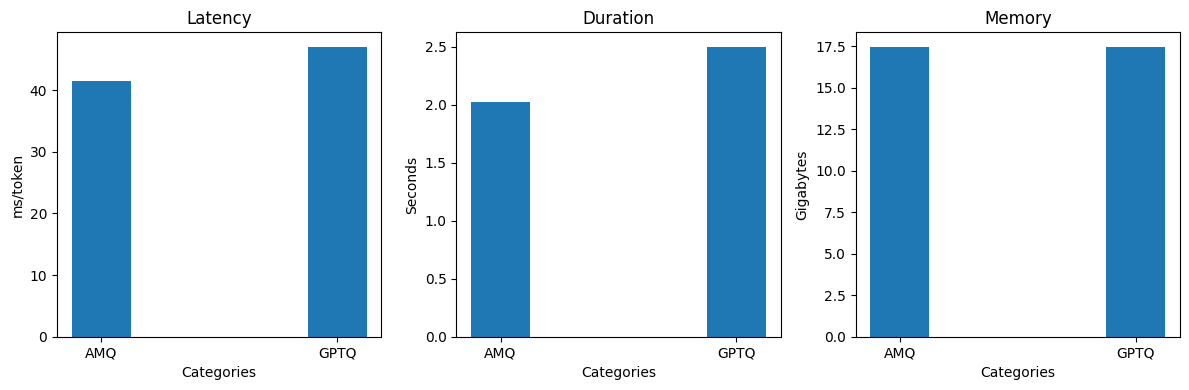 Latency
ms/token
40
30
20
10
0
AMQ
GPTQ
Categories
Duration
Seconds
2.5
2.0
1.5
1.0
0.5
0.0
AMQ
GPTQ
Categories
Memory
Gigabytes
17.5
15.0
12.5
10.0
7.5
5.0
2.5
0.0
AMQ
GPTQ
Categories